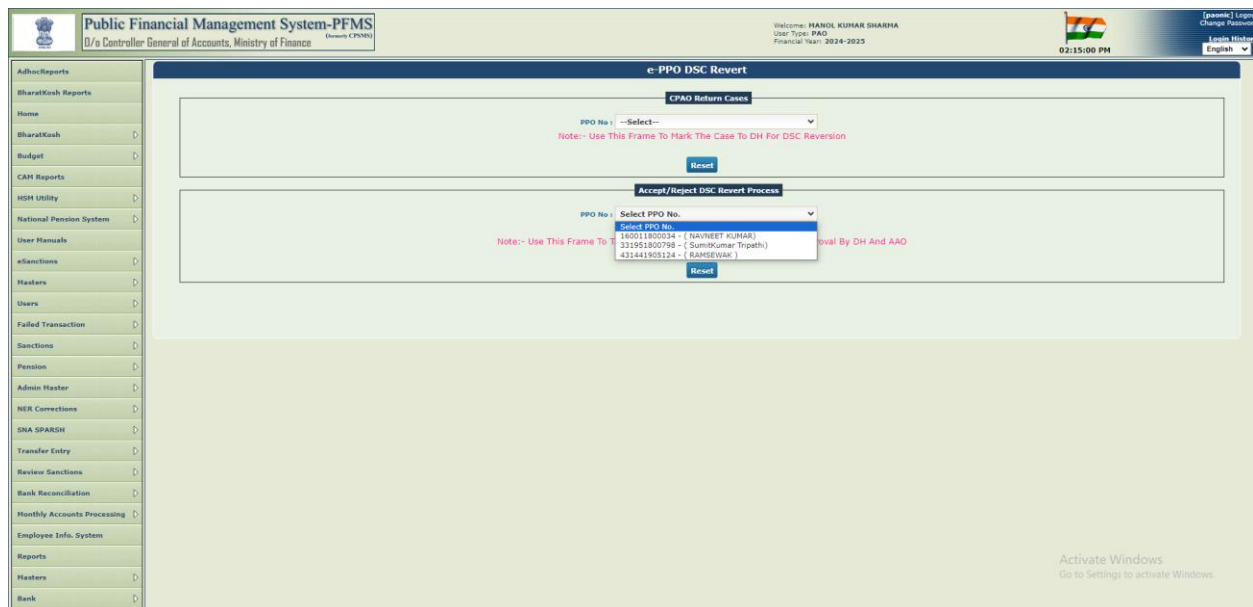 Public Financial Management System-PFMS
(formerly CPSMS)
O/o Controller General of Accounts, Ministry of Finance
Welcome: MANOL KUMAR SHARMA
User Type: PAO
Financial Year: 2024-2025
02:15:00 PM
[paonic] Logou
Change Passwor
Login Histor
English
AdhocReports
BharatKosh Reports
Home
BharatKosh
Budget
CAM Reports
HSM Utility
National Pension System
User Manuals
eSanctions
Masters
Users
Failed Transaction
Sanctions
Pension
Admin Master
NER Corrections
SNA SPARSH
Transfer Entry
Review Sanctions
Bank Reconciliation
Monthly Accounts Processing
Employee Info. System
Reports
Masters
Bank
e-PPO DSC Revert
CPAO Return Cases
PPO No : --Select--
Note:- Use This Frame To Mark The Case To DH For DSC Reversion
Reset
Accept/Reject DSC Revert Process
PPO No : Select PPO No.
Select PPO No.
160011800034 - ( NAVNEET KUMAR)
331951800798 - ( SumitKumar Tripathi)
431441905124 - ( RAMSEWAK )
Note:- Use This Frame To T
roval By DH And AAO
Reset
Activate Windows
Go to Settings to activate Windows.